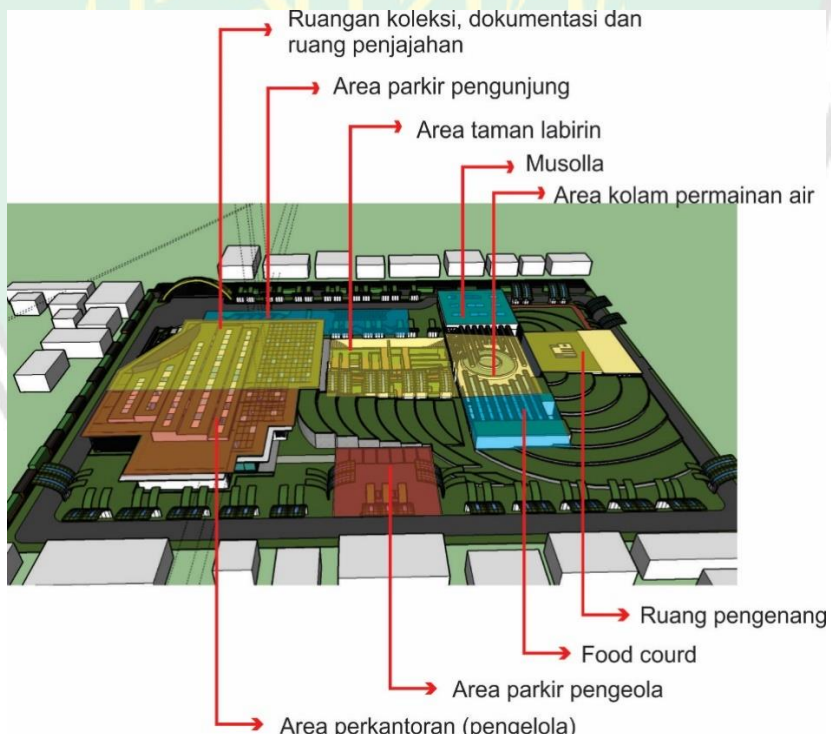 Ruangan koleksi, dokumentasi dan
ruang penjajahan
Area parkir pengunjung
Area taman labirin
Musolla
Area kolam permainan air
Ruang pengenang
Food courd
Area parkir pengeola
Area perkantoran (pengelola)